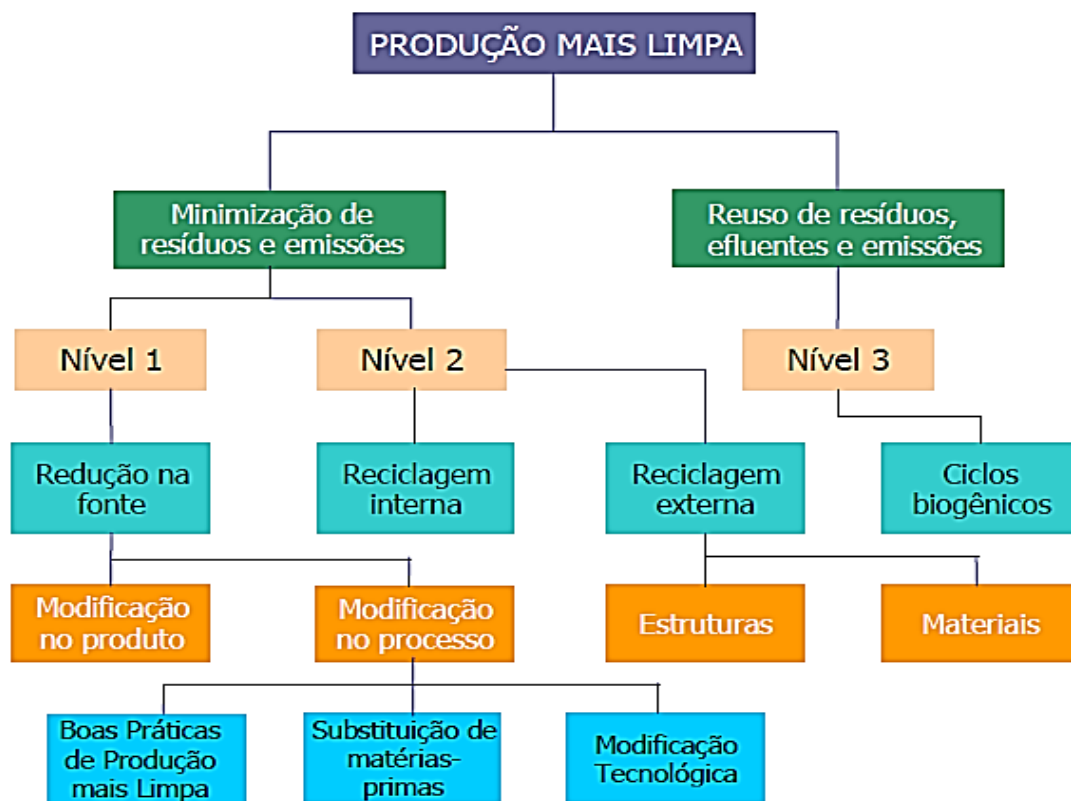 PRODUÇÃO MAIS LIMPA
Minimização de
resíduos e emissões
Reuso de resíduos,
efluentes e emissões
Nível 1
Nível 2
Nível 3
Redução na
fonte
Reciclagem
interna
Reciclagem
externa
Ciclos
biogênicos
Modificação
no produto
Modificação
no processo
Estruturas
Materiais
Boas Práticas
de Produção
mais Limpa
Substituição de
matérias-
primas
Modificação
Tecnológica